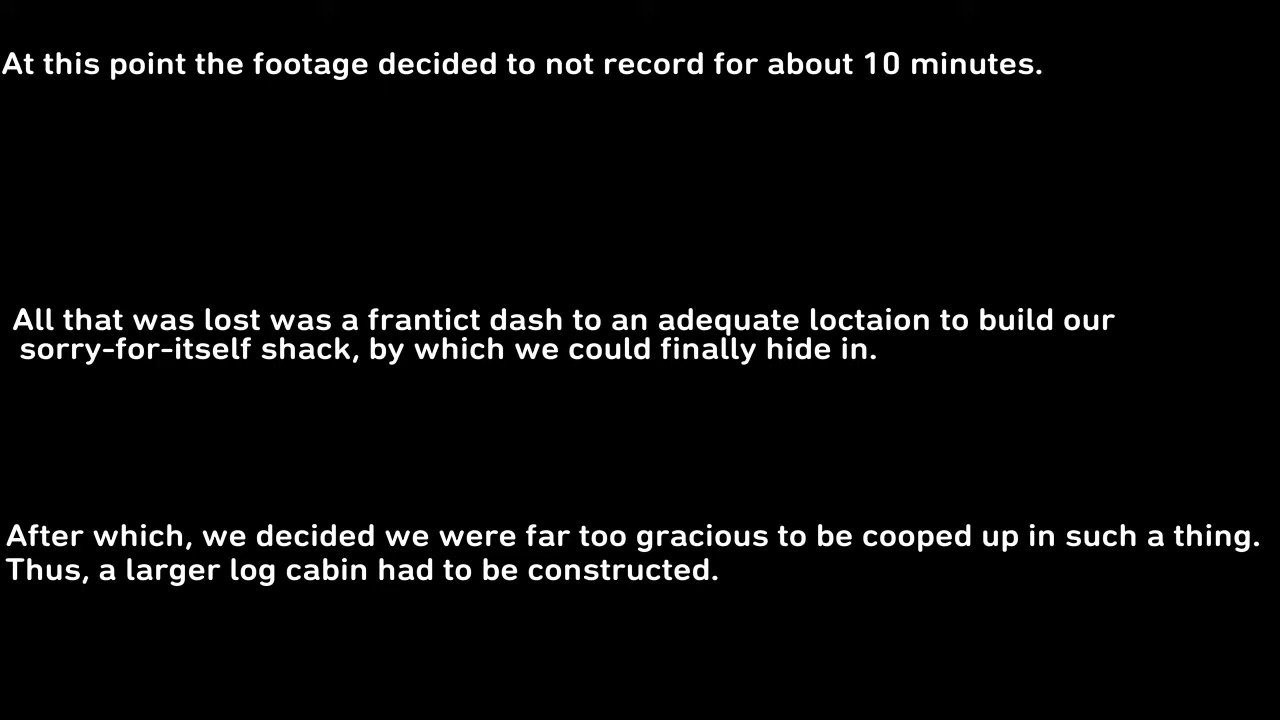 At this point the footage decided to not record for about 10 minutes.
All that was lost was a frantict dash to an adequate loctaion to build our
sorry-for-itself shack, by which we could finally hide in.
After which, we decided we were far too gracious to be cooped up in such a thing.
Thus, a larger log cabin had to be constructed.